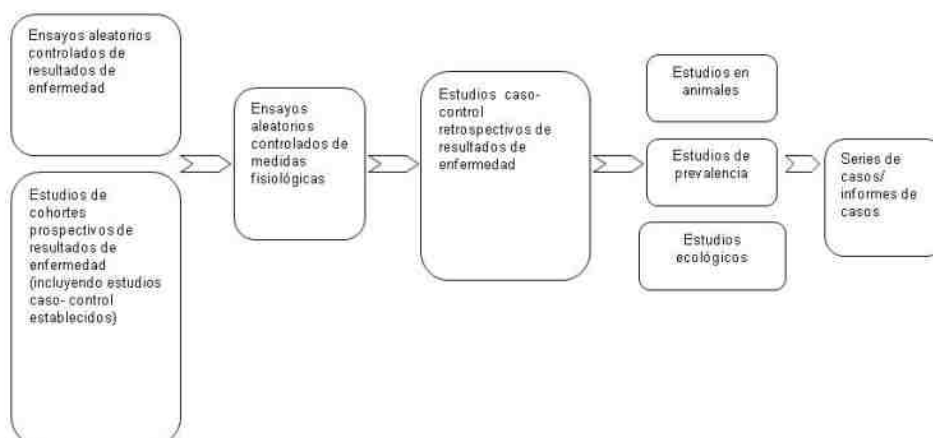 Ensayos aleatorios
controlados de
resultados de
enfermedad
Estudios de
cohortes
prospectivos de
resultados de
enfermedad
(incluyendo estudios
caso- control
establecidos)
Ensayos
aleatorios
controlados de
medidas
fisiológicas
Estudios caso-
control
retrospectivos de
resultados de
enfermedad
Estudios en
animales
Estudios de
prevalencia
Estudios
ecológicos
Series de
casos/
informes de
casos